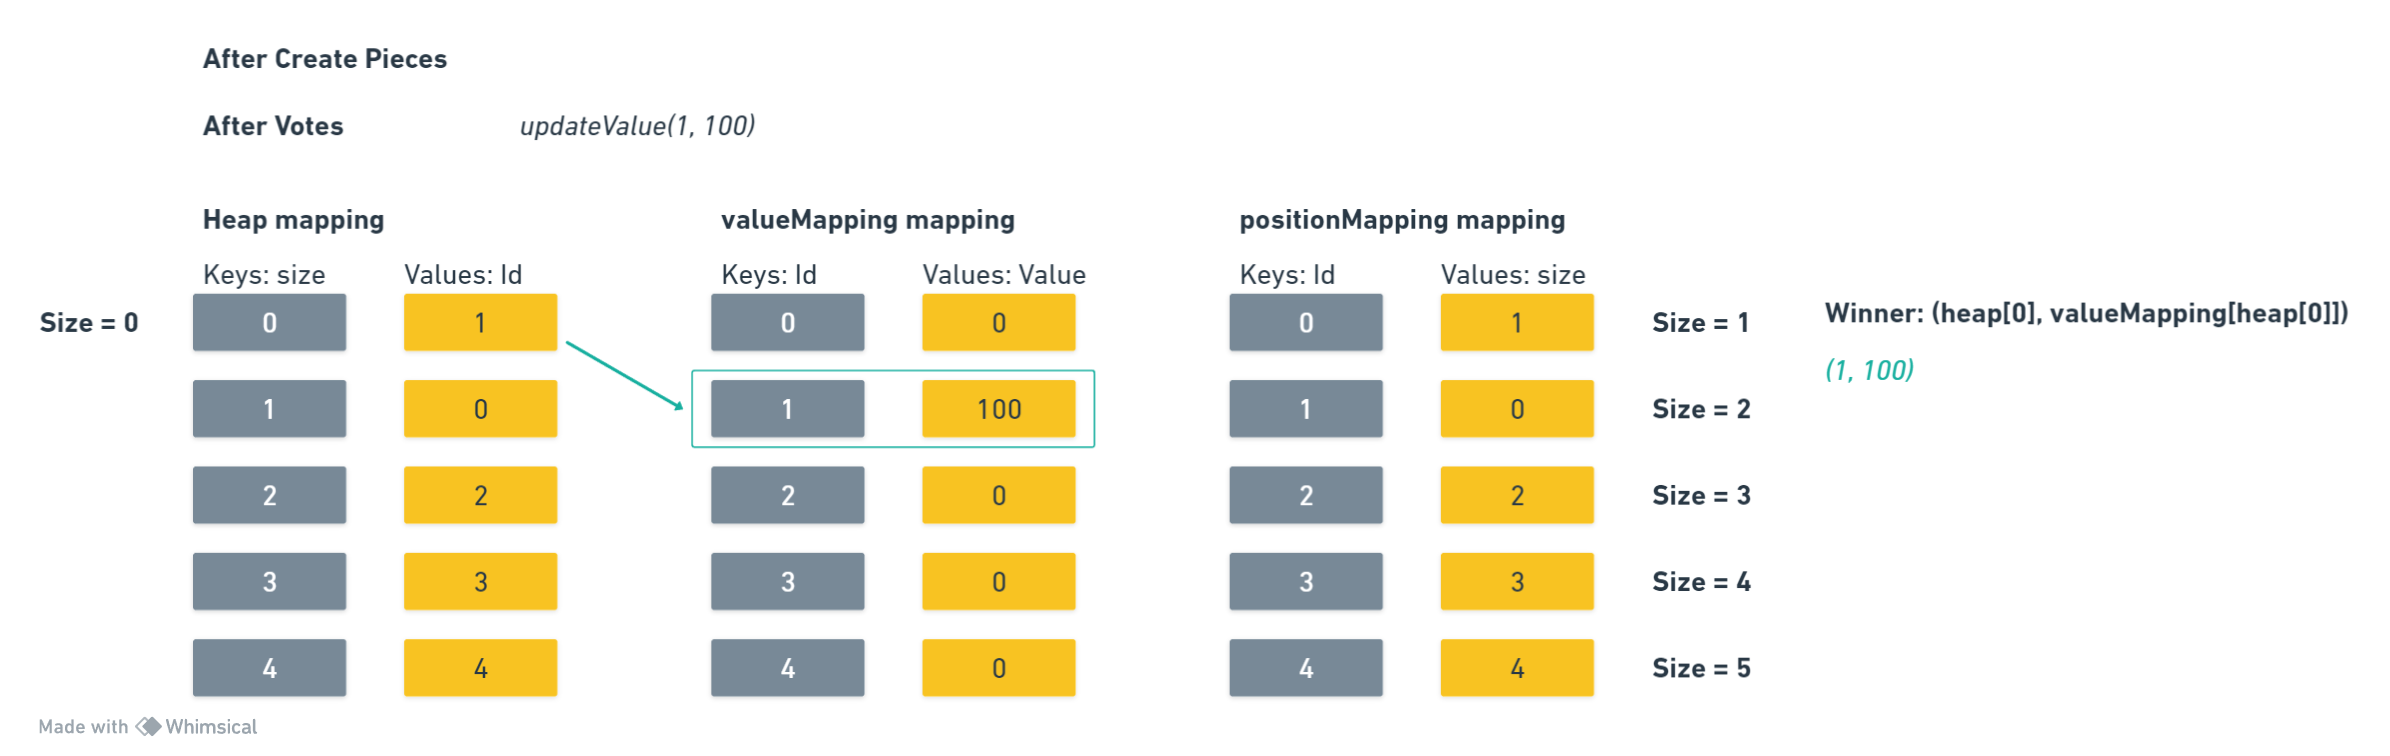 After Create Pieces
After Votes updateValue(1, 100)
Heap mapping valueMapping mapping positionMapping mapping
Keys: size Values: Id Keys: Id Values: Value Keys: Id Values: size
Size = 0 0 1 0 0 0 1 Size = 1 Winner: (heap[0], valueMapping[heap[0]])
(1, 100)
1 0 1 100 1 0 Size = 2
2 2 2 0 2 2 Size = 3
3 3 3 0 3 3 Size = 4
4 4 4 0 4 4 Size = 5
Made with Whimsical